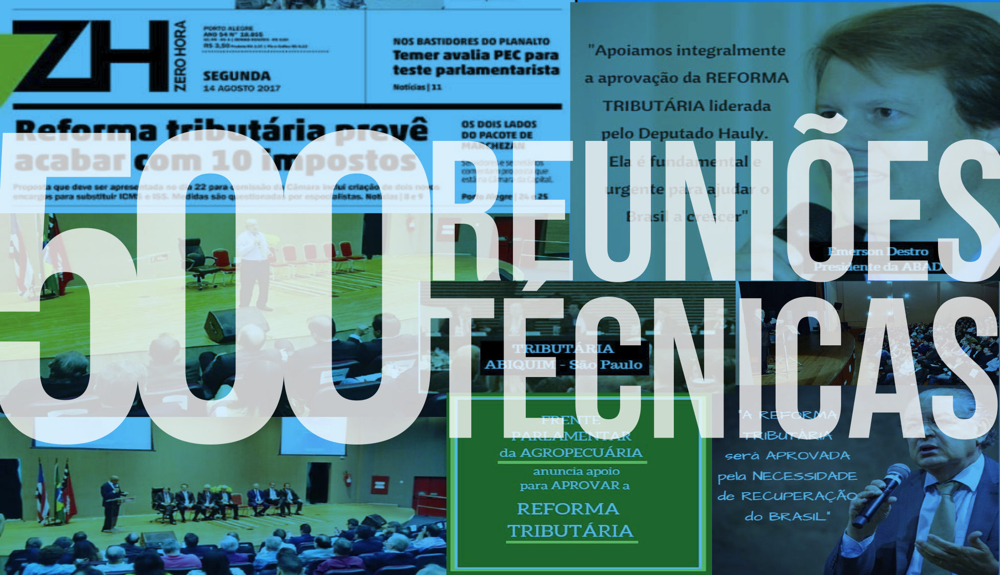 ZH
ZERO HORA
PORTO ALEGRE
ANO 54 Nº 18.855
R$ 3,50
SEGUNDA
14 AGOSTO 2017
NOS BASTIDORES DO PLANALTO
Temer avalia PEC para
teste parlamentarista
Notícias | 11
Reforma tributária prevê
acabar com 10 impostos
Proposta que deve ser apresentada no dia 22 para comissão da Câmara inclui criação de dois novos
encargos para substituir ICMS e ISS. Medidas são questionadas por especialistas. Notícias | 8 e 9
OS DOIS LADOS
DO PACOTE DE
MARCHEZAN
Servidores e secretários
comentam proposta que
está na Câmara da Capital.
Porto Alegre | 24 e 25
"Apoiamos integralmente
a aprovação da REFORMA
TRIBUTÁRIA liderada
pelo Deputado Hauly.
Ela é fundamental e
urgente para ajudar o
Brasil a crescer"
Emerson Destro
Presidente da ABAD
500 REUNIÕES
TÉCNICAS
TRIBUTÁRIA
ABIQUIM - São Paulo
FRENTE
PARLAMENTAR
da AGROPECUÁRIA
anuncia apoio
para APROVAR a
REFORMA
TRIBUTÁRIA
"A REFORMA
TRIBUTÁRIA
será APROVADA
pela NECESSIDADE
de RECUPERAÇÃO
do BRASIL"